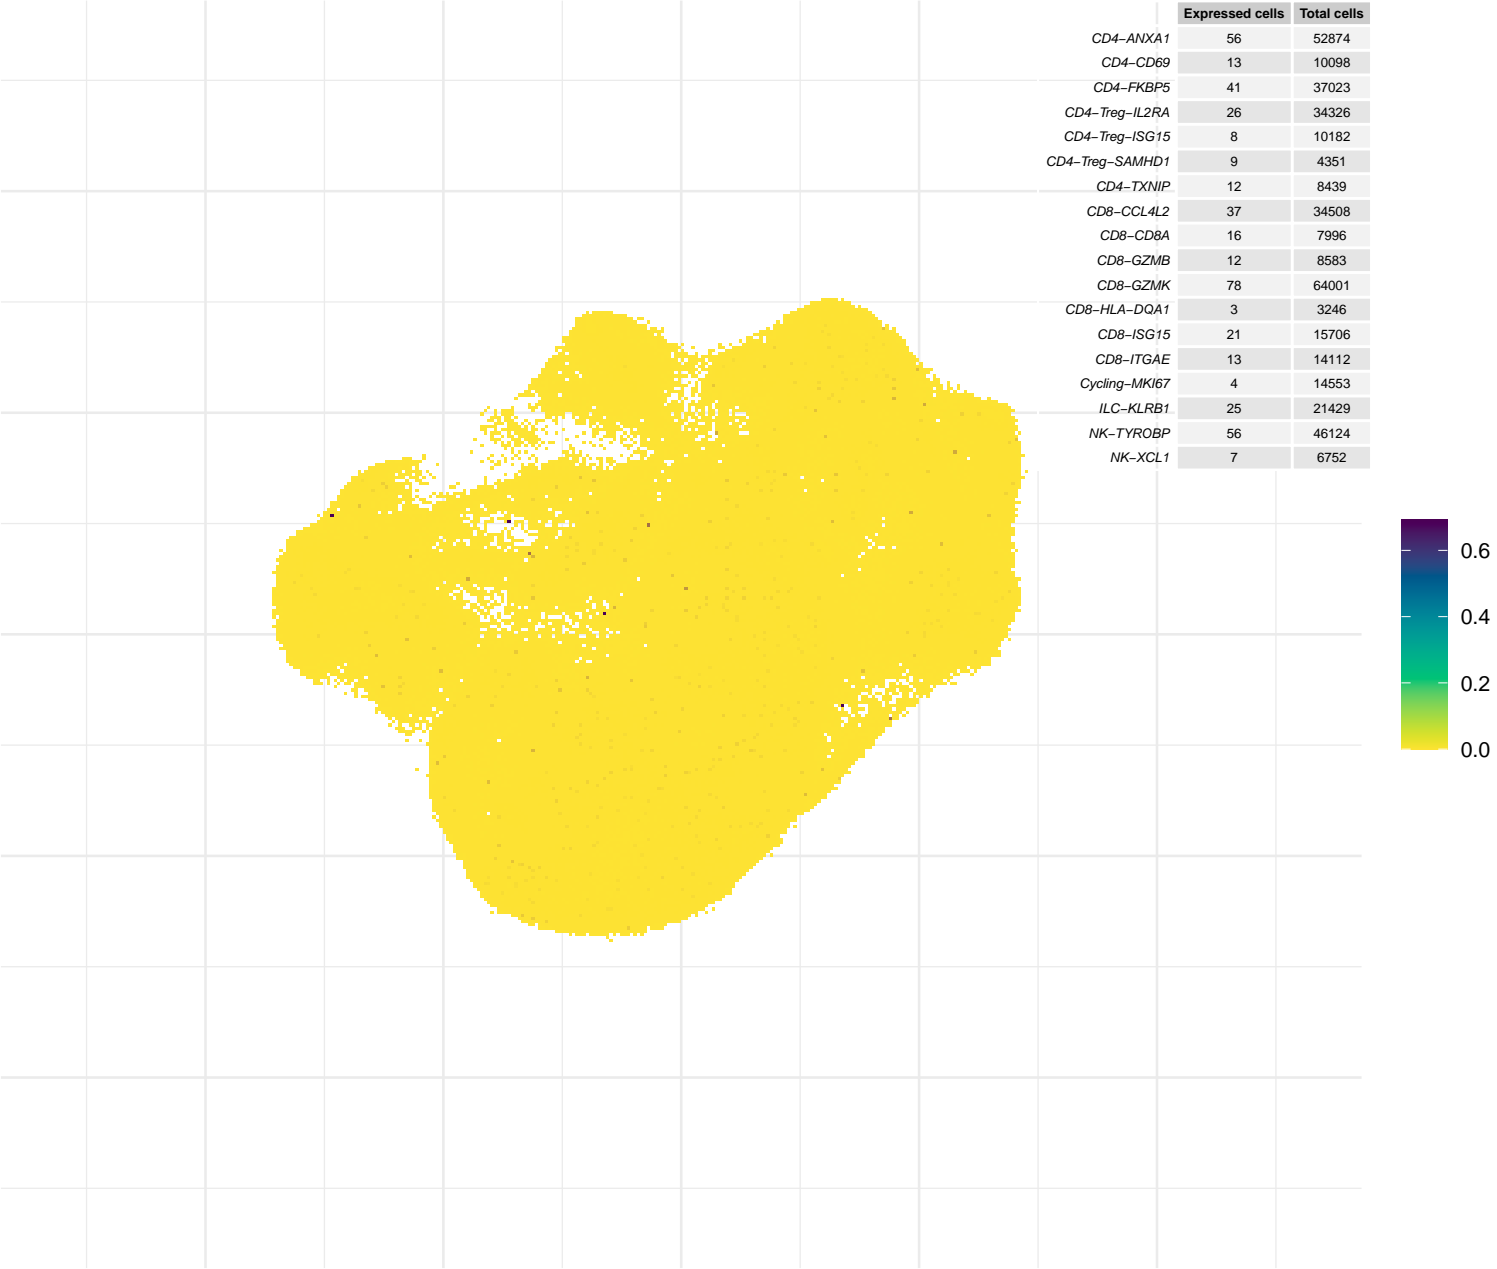 Expressed cells Total cells
CD4−ANXA1 56 52874
CD4−CD69 13 10098
CD4−FKBP5 41 37023
CD4−Treg−IL2RA 26 34326
CD4−Treg−ISG15 8 10182
CD4−Treg−SAMHD1 9 4351
CD4−TXNIP 12 8439
CD8−CCL4L2 37 34508
CD8−CD8A 16 7996
CD8−GZMB 12 8583
CD8−GZMK 78 64001
CD8−HLA−DQA1 3 3246
CD8−ISG15 21 15706
CD8−ITGAE 13 14112
Cycling−MKI67 4 14553
ILC−KLRB1 25 21429
NK−TYROBP 56 46124
NK−XCL1 7 6752
0.6
0.4
0.2
0.0